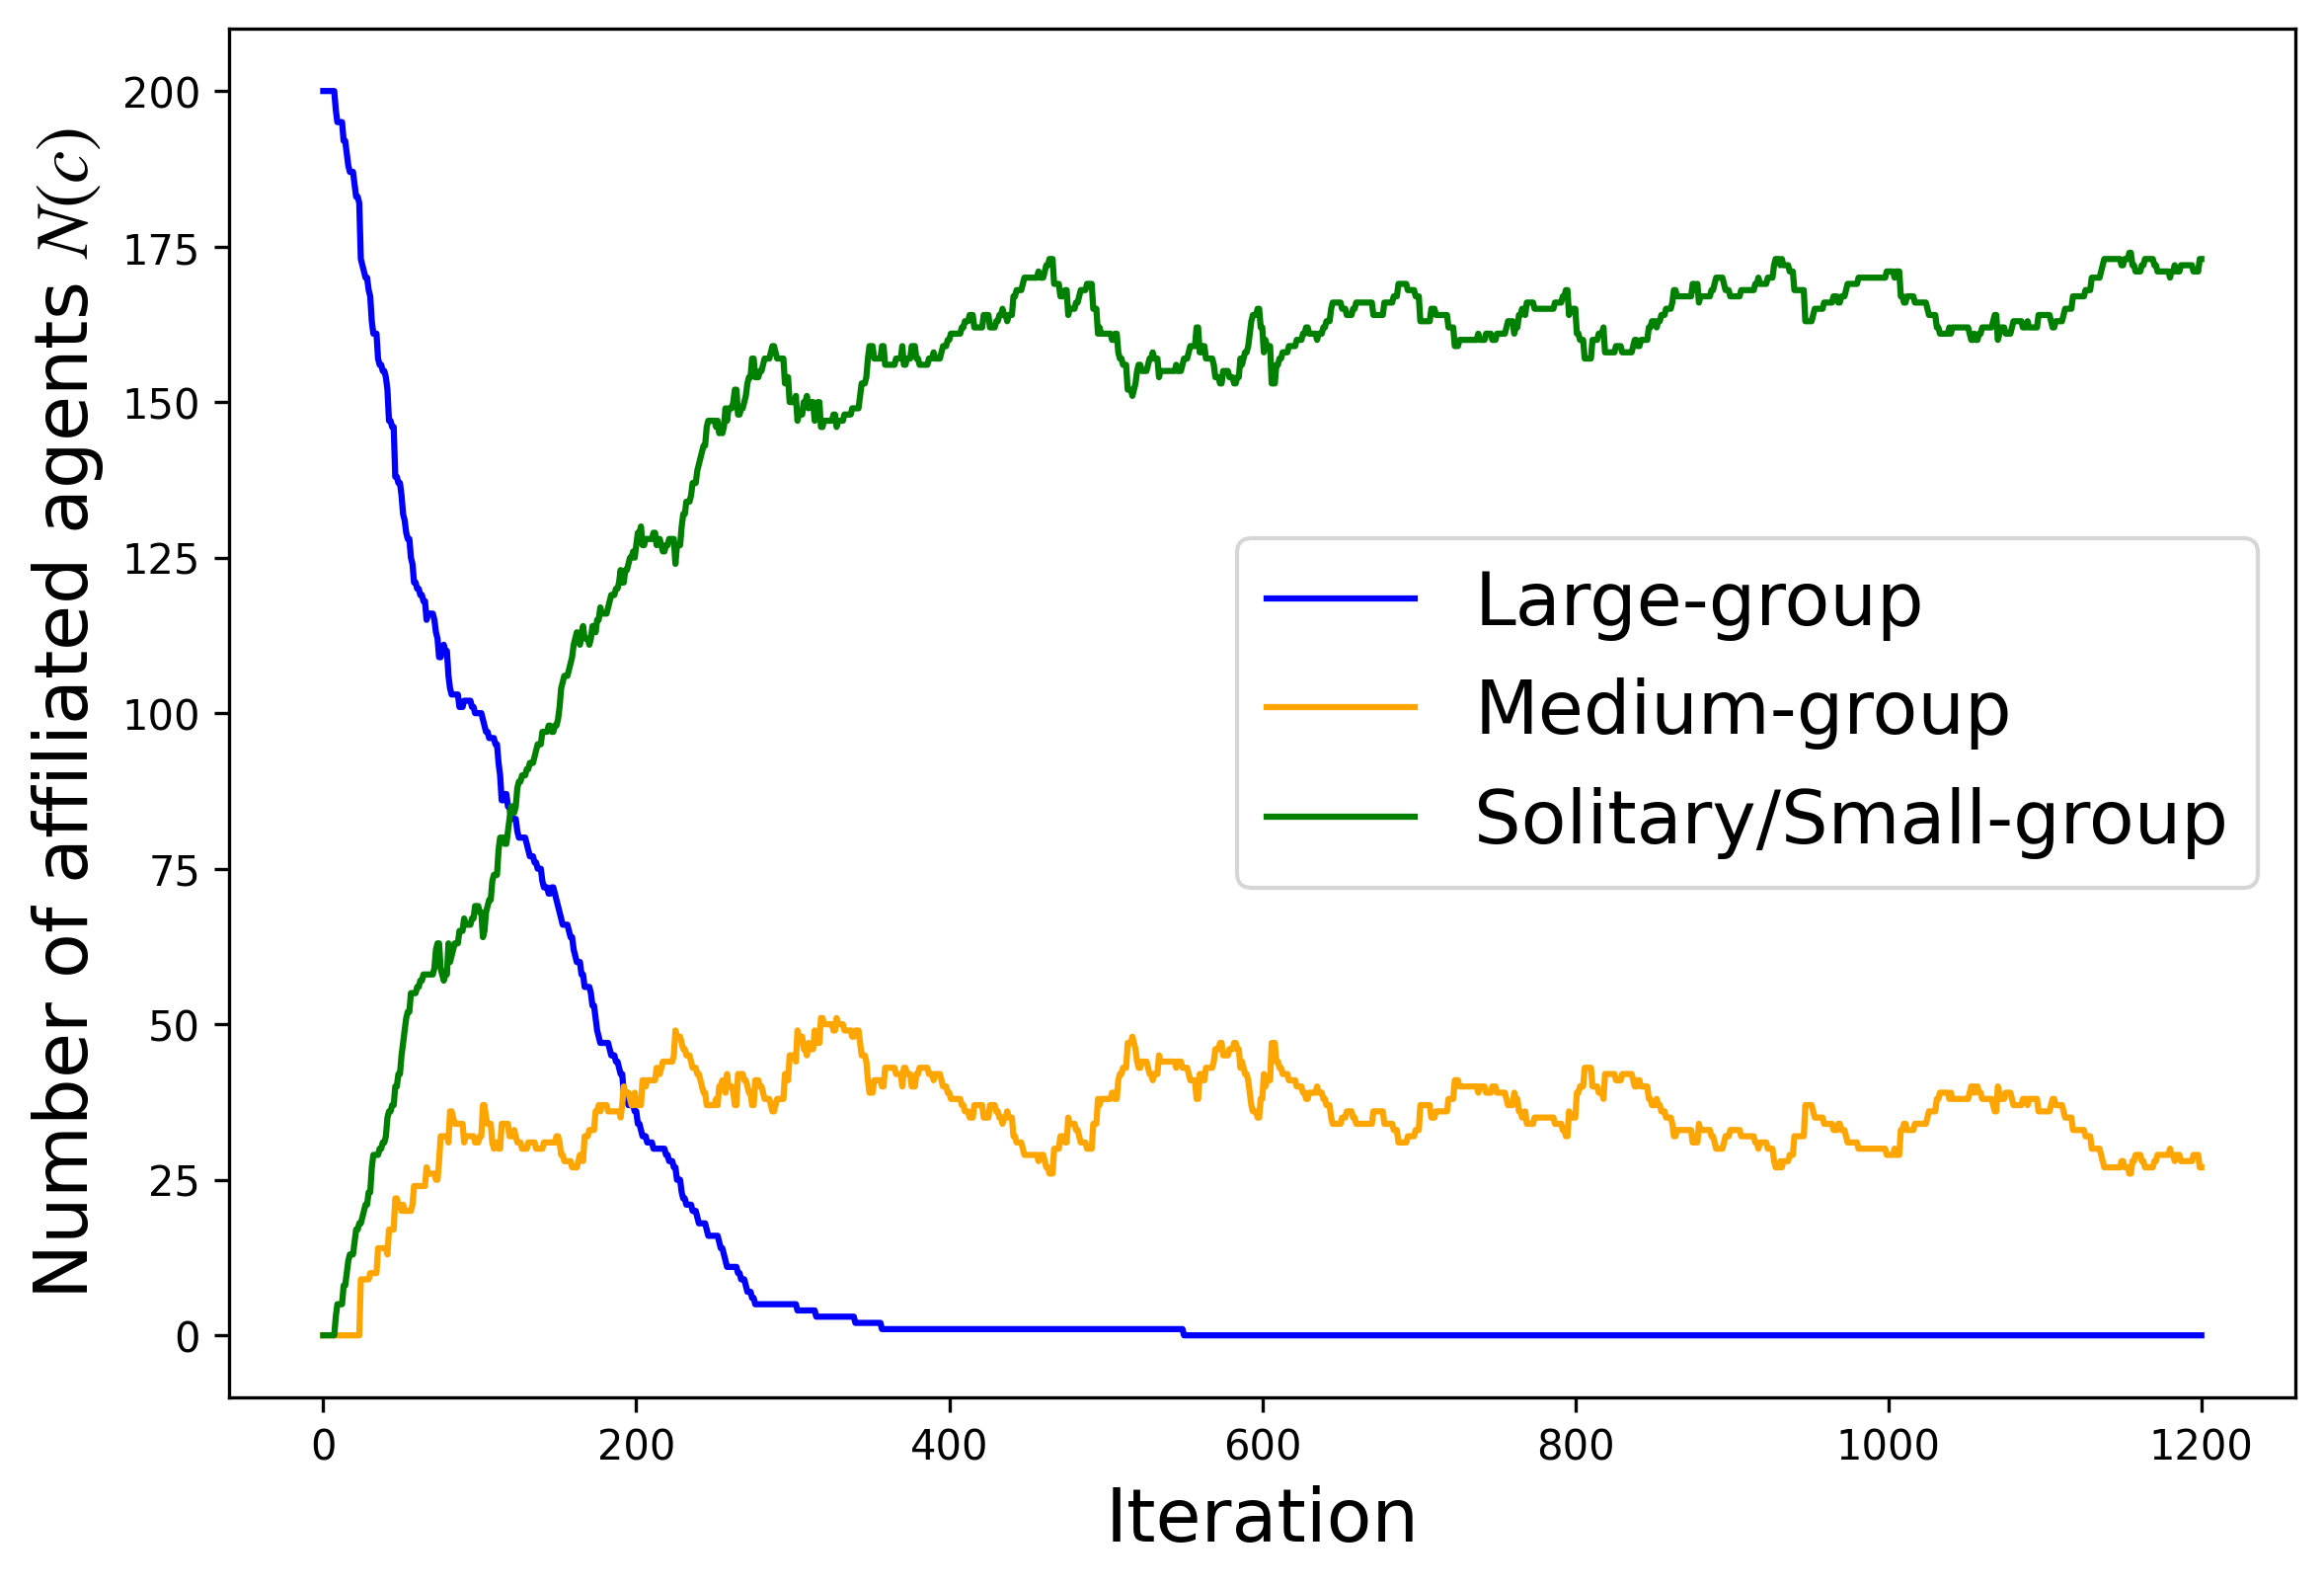 Number of affiliated agents N(c)
200
175
150
125
100
75
50
25
0
Large-group
Medium-group
Solitary/Small-group
0 200 400 600 800 1000 1200
Iteration